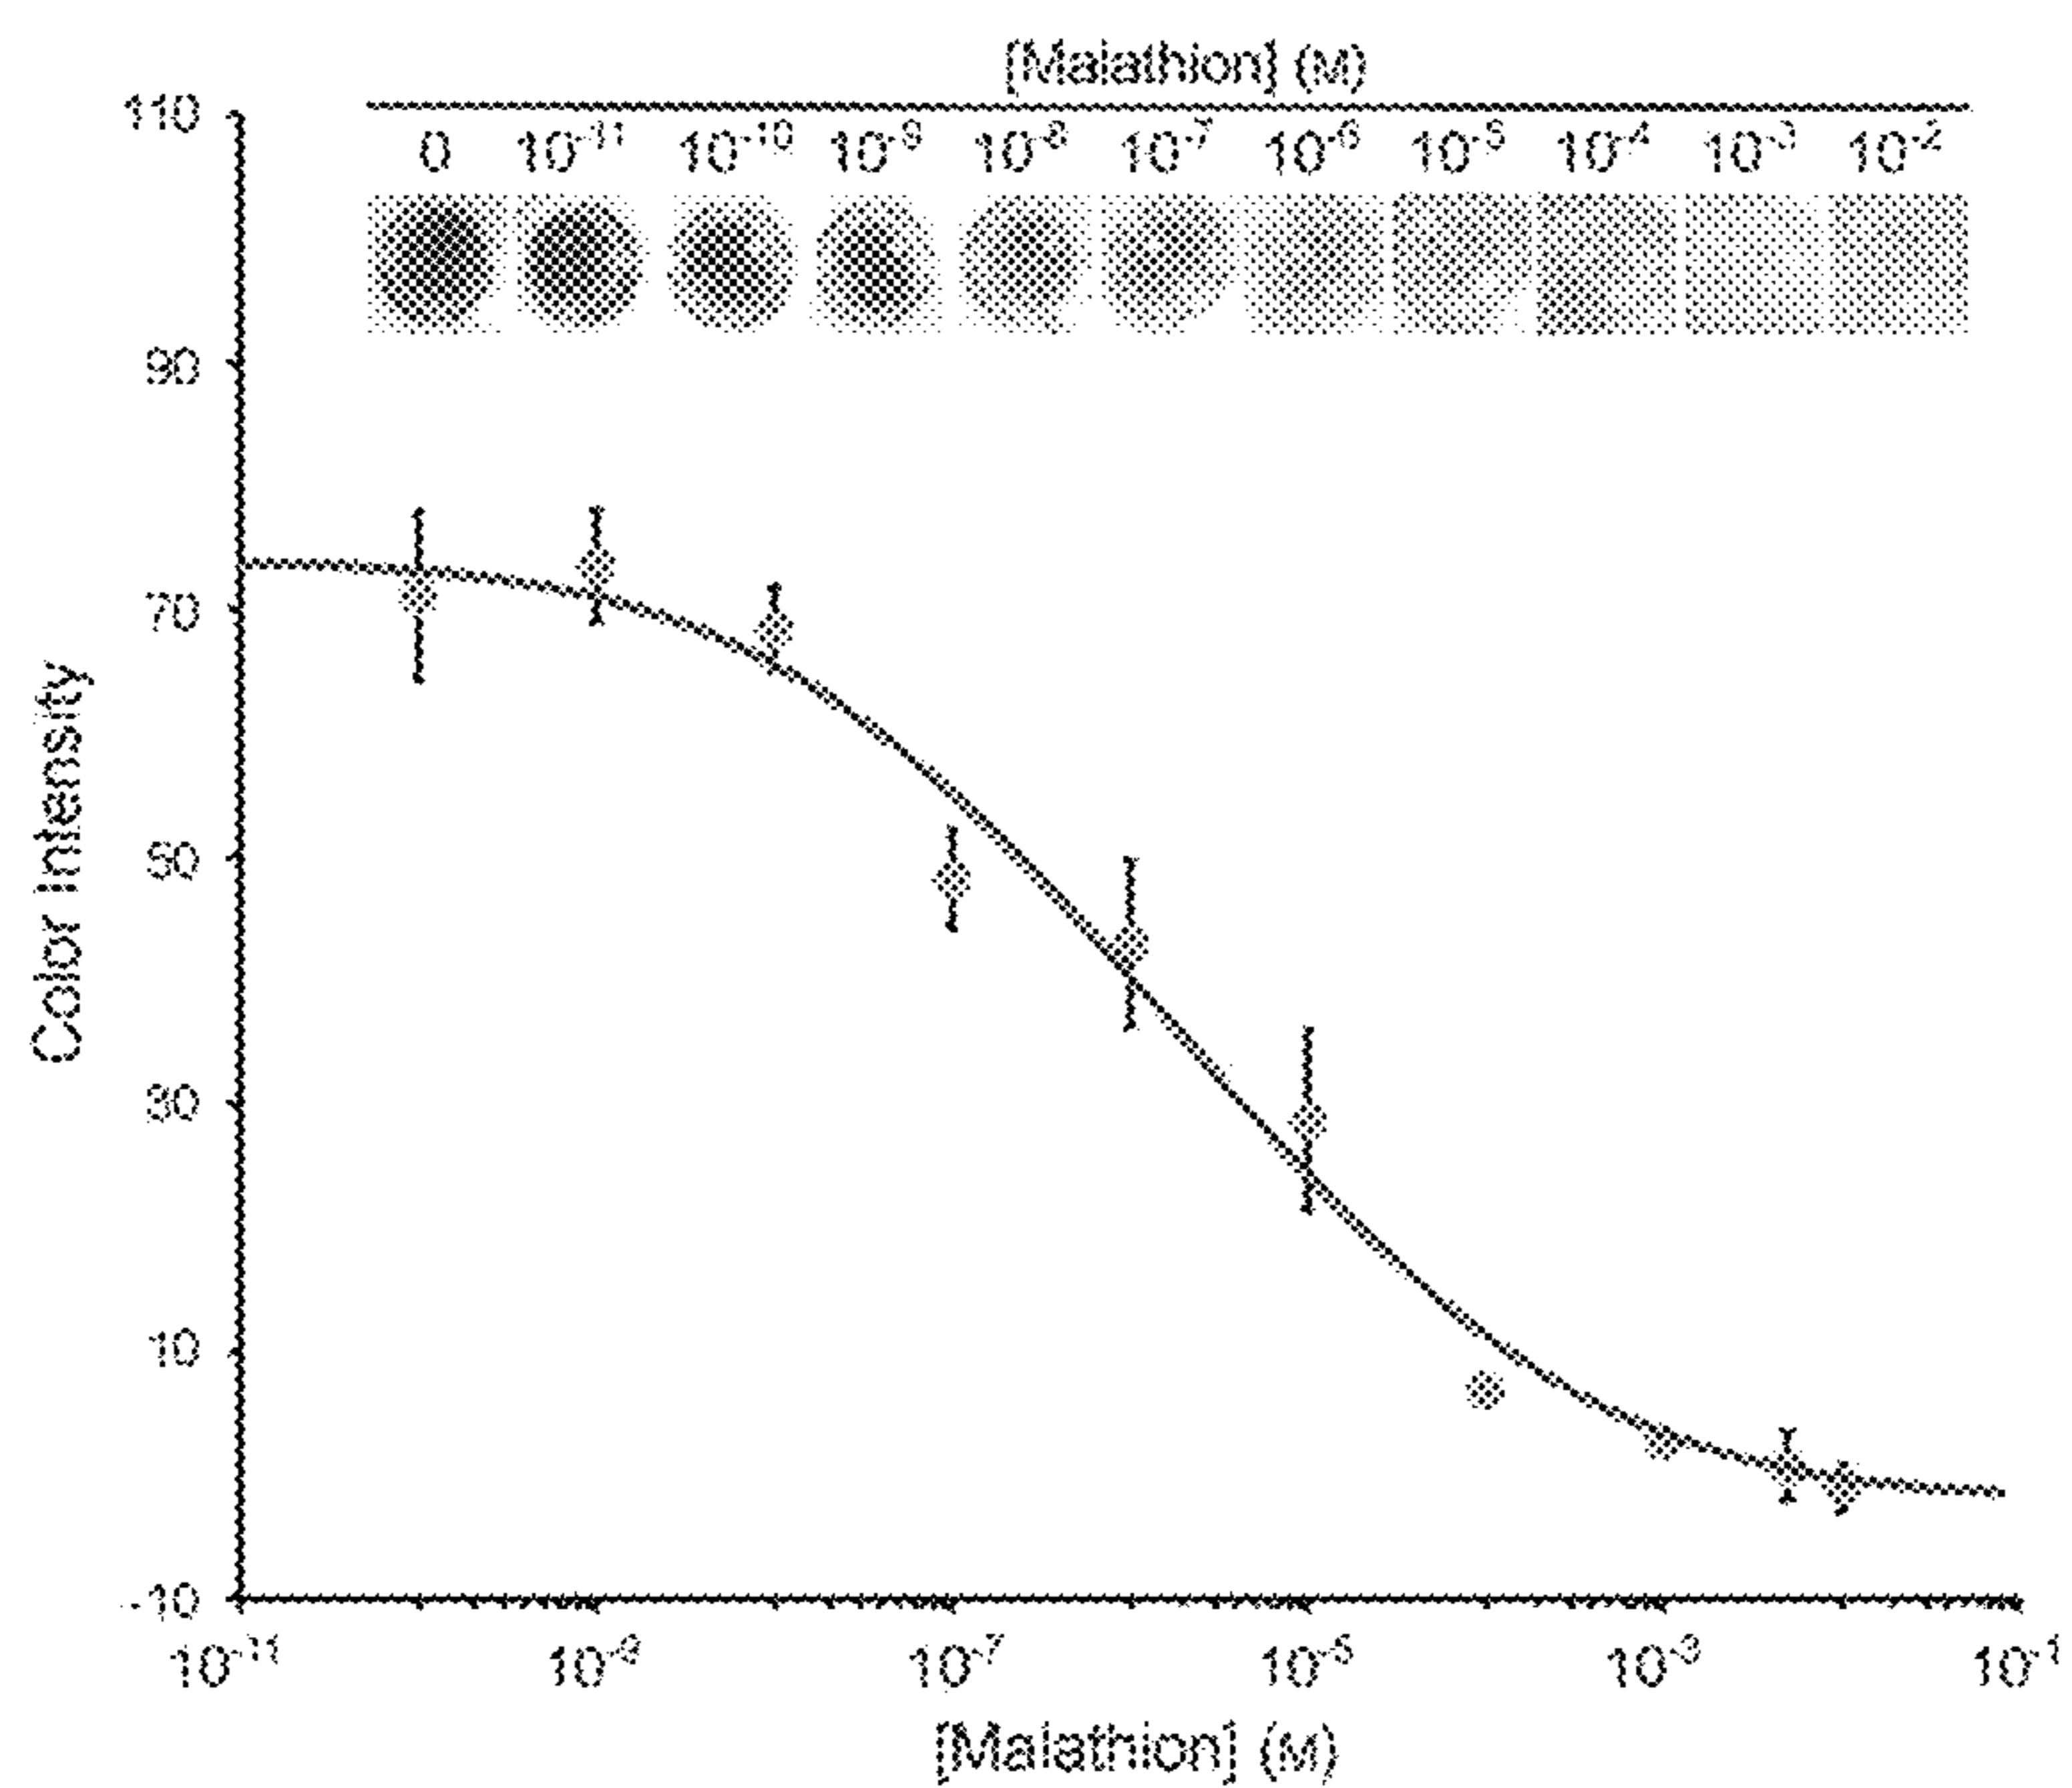 [Malathion] (M)
0 10⁻¹¹ 10⁻¹⁰ 10⁻⁹ 10⁻⁸ 10⁻⁷ 10⁻⁶ 10⁻⁵ 10⁻⁴ 10⁻³ 10⁻²
110
90
70
50
30
10
-10
Color Intensity
10⁻¹¹ 10⁻⁹ 10⁻⁷ 10⁻⁵ 10⁻³ 10⁻¹
[Malathion] (M)